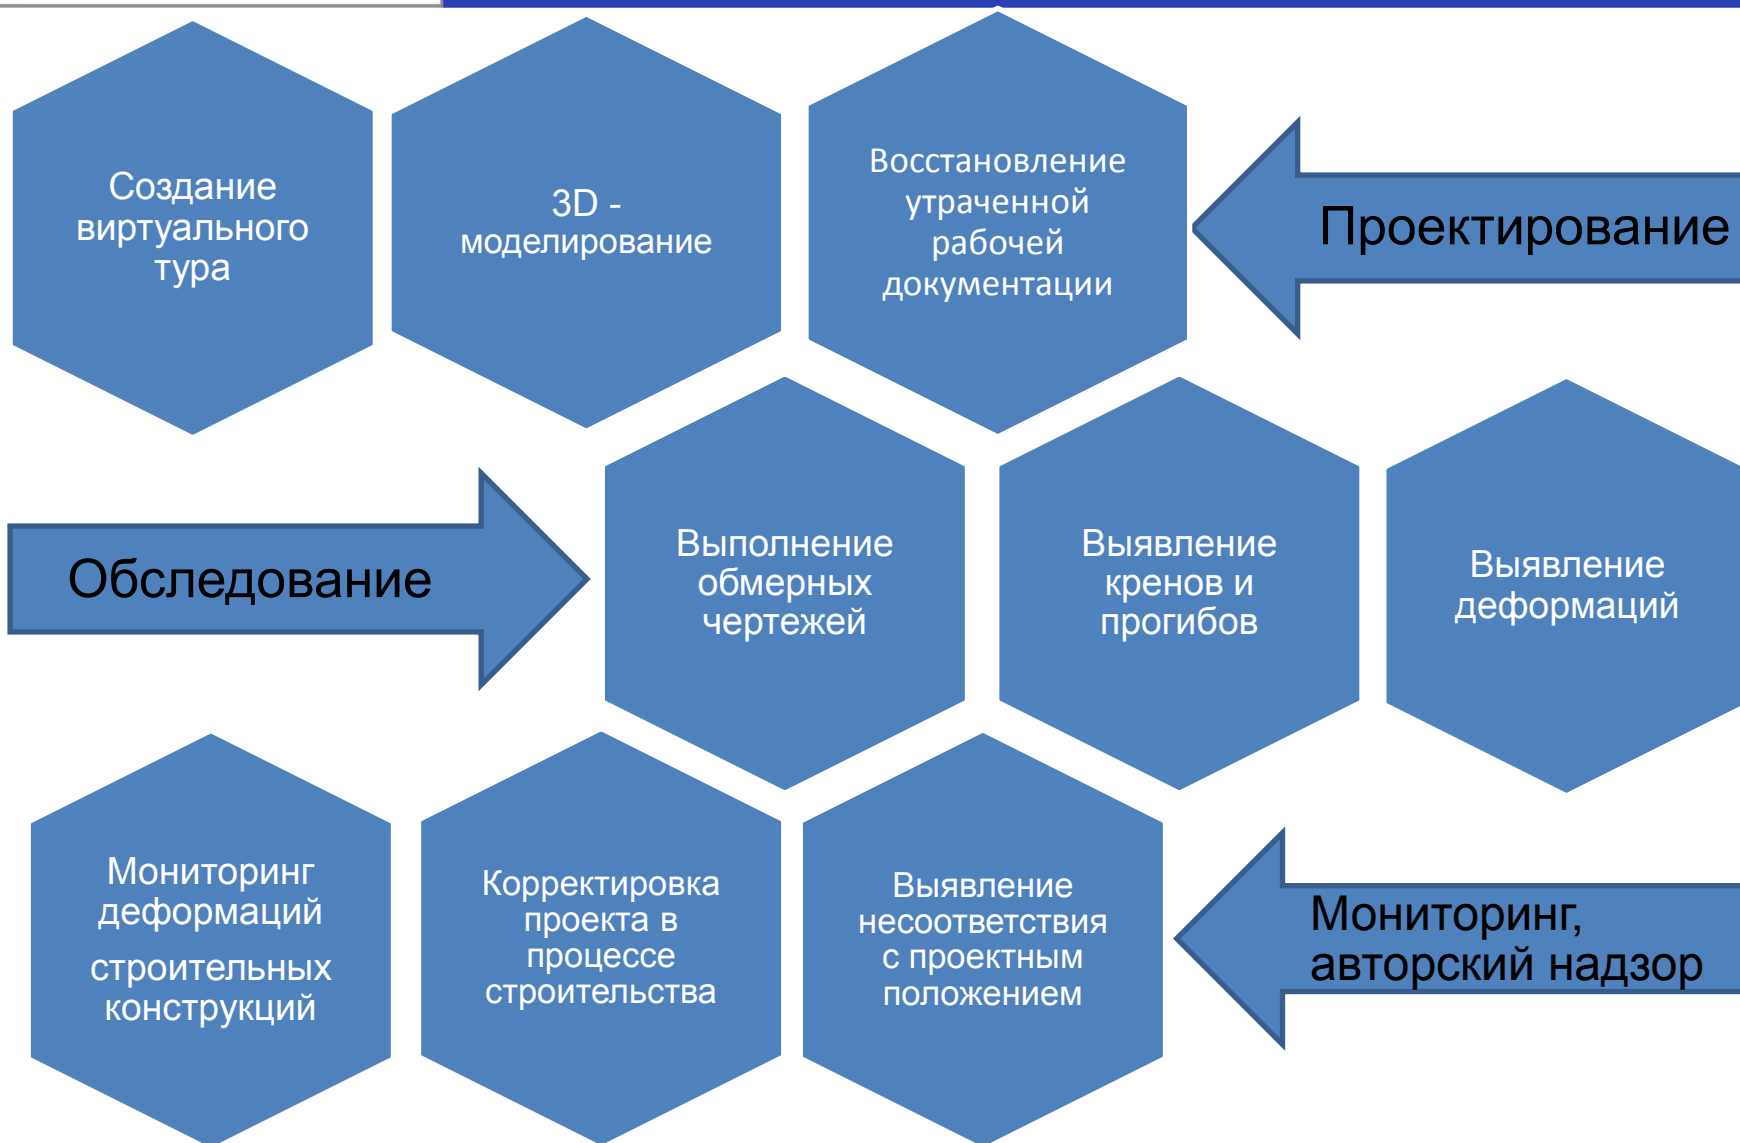 Создание
виртуального
тура
3D -
моделирование
Восстановление
утраченной
рабочей
документации
Проектирование
Обследование
Выполнение
обмерных
чертежей
Выявление
кренов и
прогибов
Выявление
деформаций
Мониторинг
деформаций
строительных
конструкций
Корректировка
проекта в
процессе
строительства
Выявление
несоответствия
с проектным
положением
Мониторинг,
авторский надзор